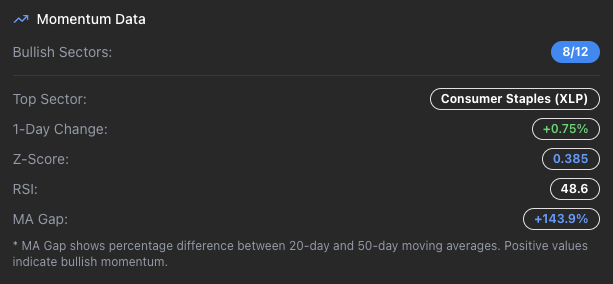 Momentum Data
Bullish Sectors: 8/12
Top Sector: Consumer Staples (XLP)
1-Day Change: +0.75%
Z-Score: 0.385
RSI: 48.6
MA Gap: +143.9%
* MA Gap shows percentage difference between 20-day and 50-day moving averages. Positive values
indicate bullish momentum.